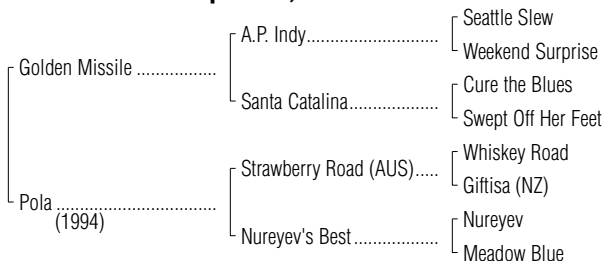 Seattle Slew
A.P. Indy
Weekend Surprise
Golden Missile
Cure the Blues
Santa Catalina
Swept Off Her Feet
Whiskey Road
Strawberry Road (AUS)
Giftisa (NZ)
Pola
(1994)
Nureyev
Nureyev's Best
Meadow Blue